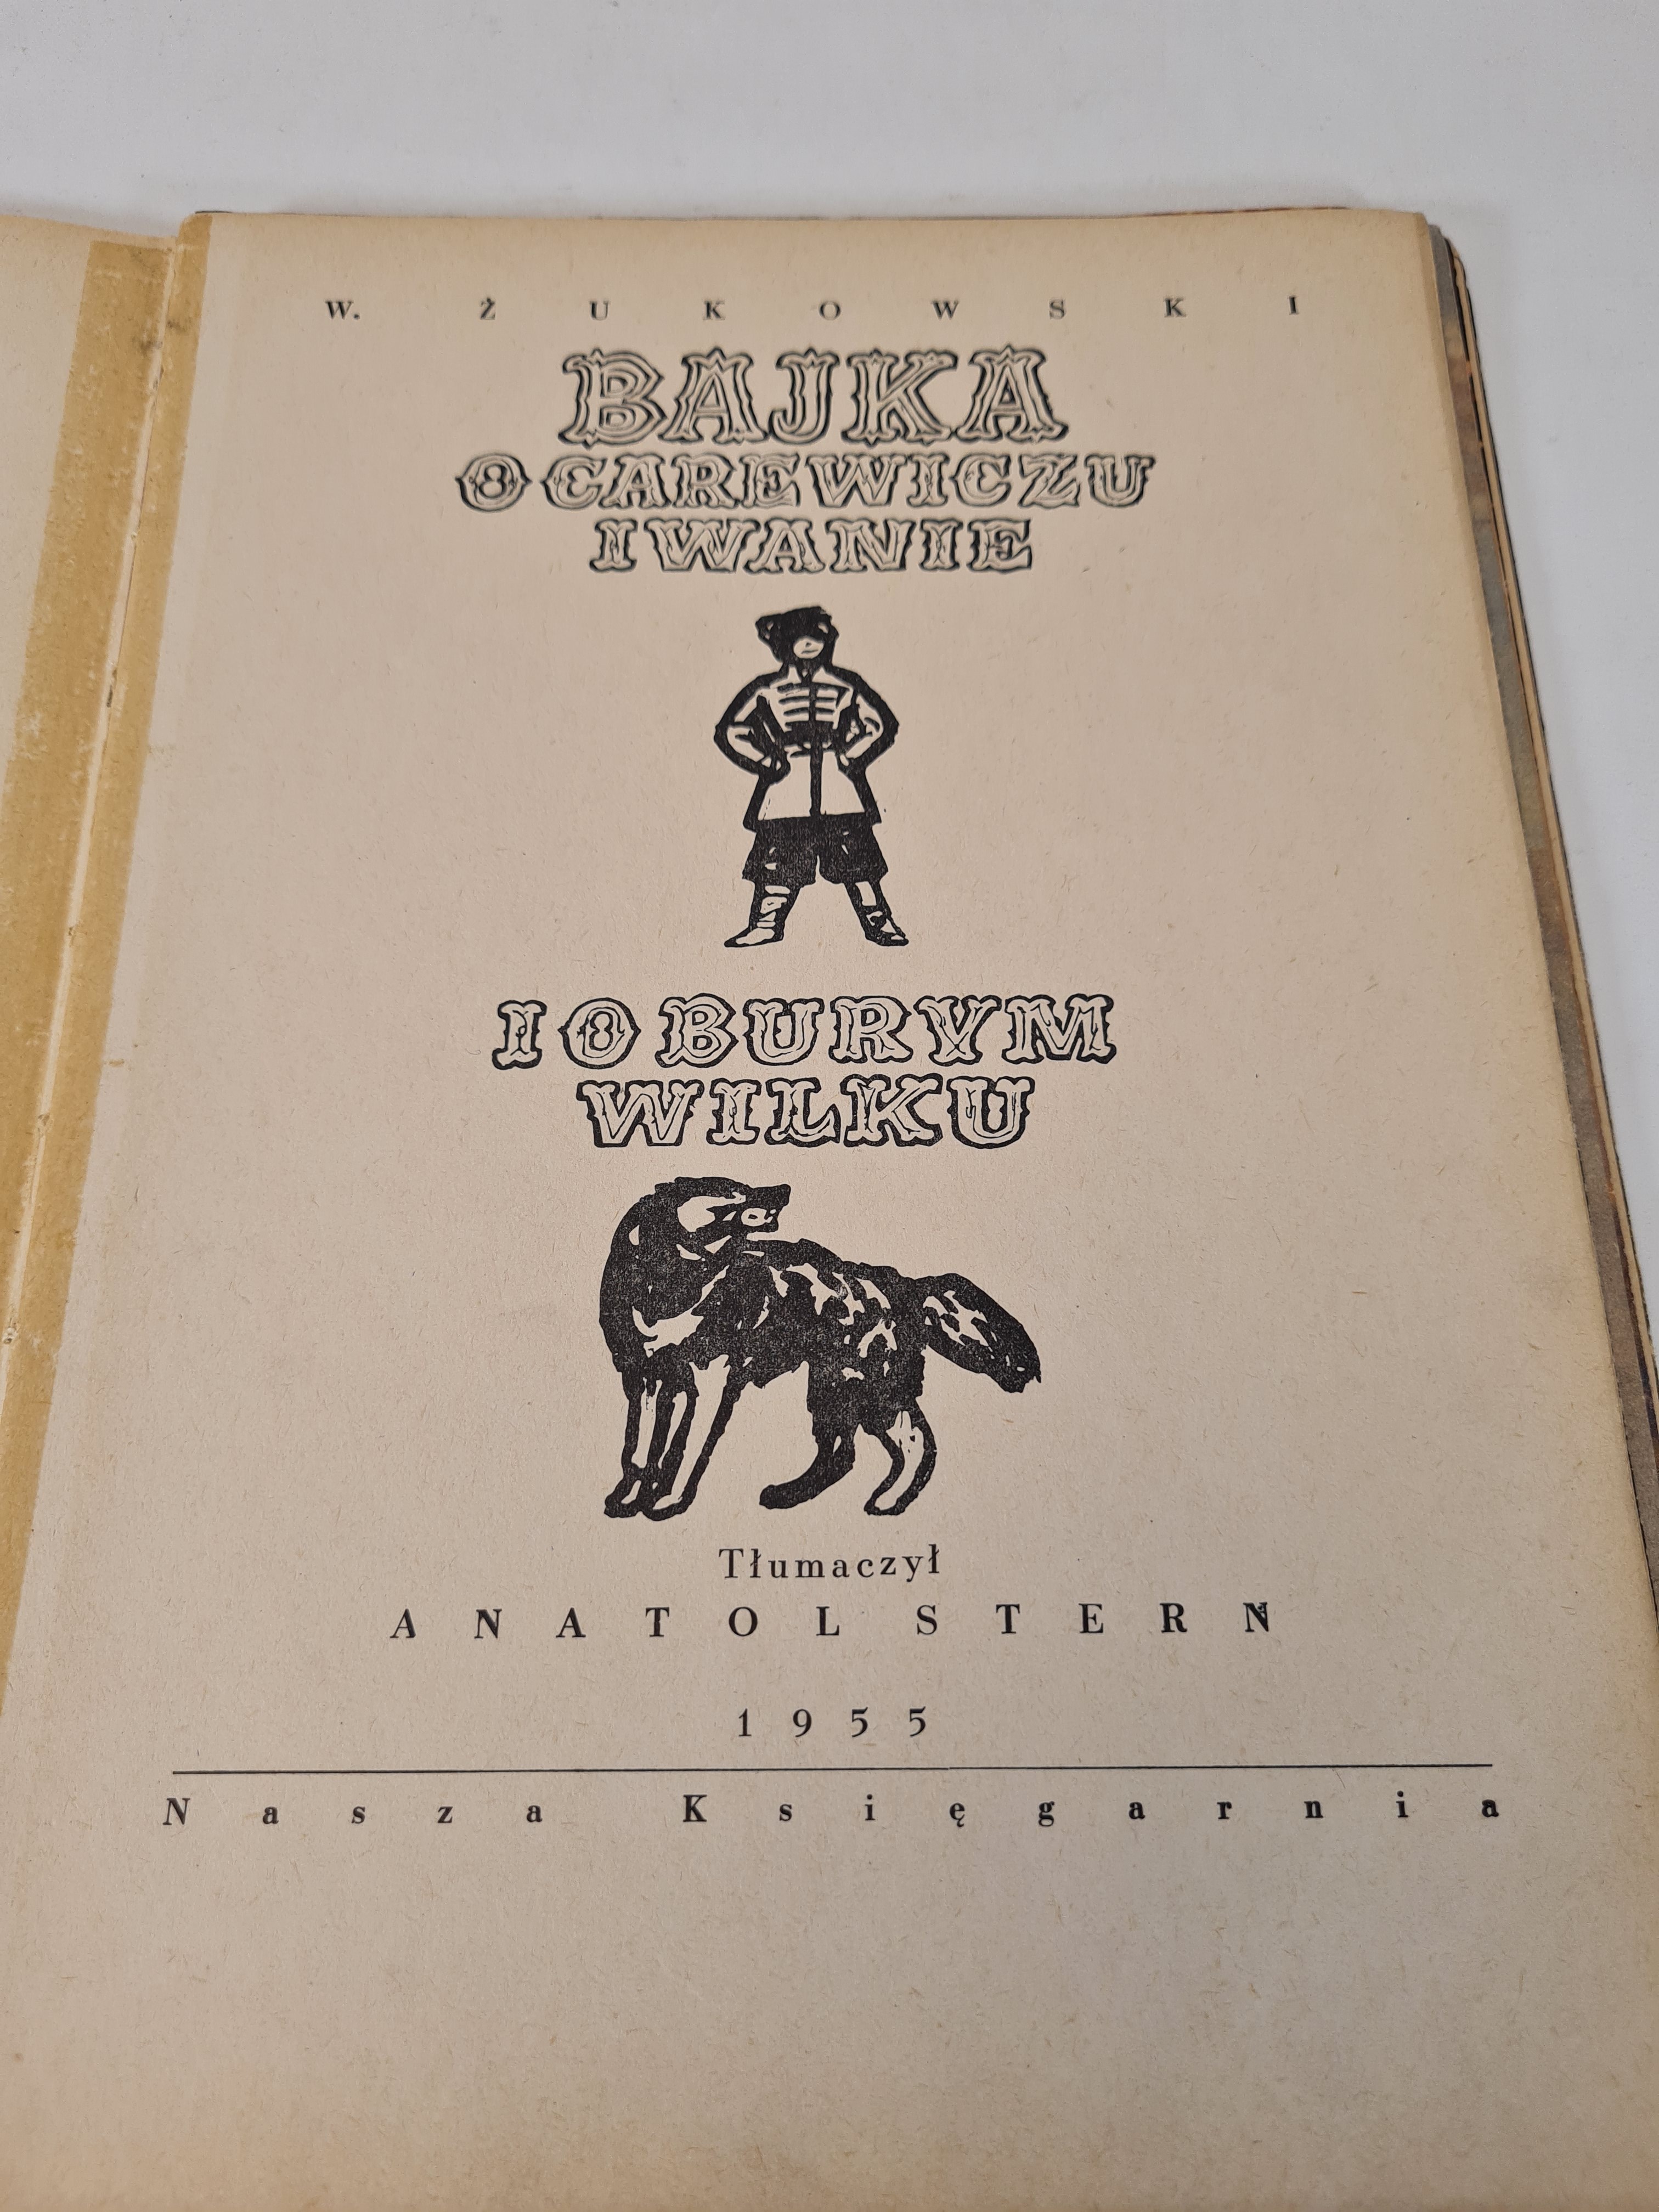 W. ŻUKOWSKI
BAJKA
O CAREWICZU
IWANIE
I O BURYM
WILKU
Tłumaczył
ANATOL STERN
1955
Nasza Księgarnia